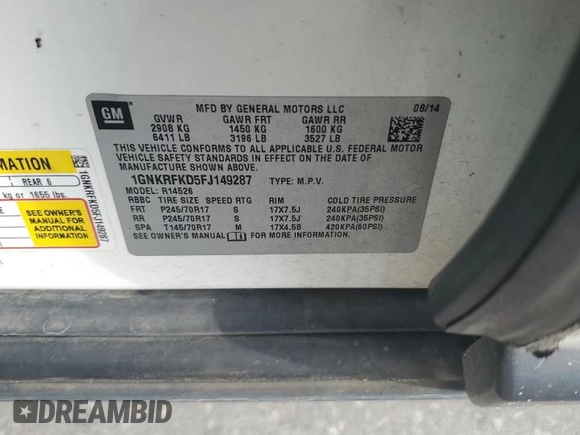 GM
MFD BY GENERAL MOTORS LLC
08/14
GVWR GAWR FRT GAWR RR
2908 KG 1450 KG 1600 KG
6411 LB 3196 LB 3527 LB
THIS VEHICLE CONFORMS TO ALL APPLICABLE U.S. FEDERAL MOTOR
VEHICLE SAFETY STANDARDS IN EFFECT ON THE DATE OF
MANUFACTURE SHOWN ABOVE.
1GNKRFKD5FJ149287 TYPE: M.P.V.
MODEL: R14526
RBBC TIRE SIZE SPEED RTG RIM COLD TIRE PRESSURE
FRT P245/70R17 S 17X7.5J 240KPA(35PSI)
RR P245/70R17 S 17X7.5J 240KPA(35PSI)
SPA T145/70R17 M 17X4.5B 420KPA(60PSI)
SEE OWNER'S MANUAL FOR MORE INFORMATION.
RMATION
REAR 6
kg or 1655 lbs.
SEE OWNER'S
MANUAL FOR
ADDITIONAL
INFORMATION
1GNKRFKD5FJ149287
DREAMBID